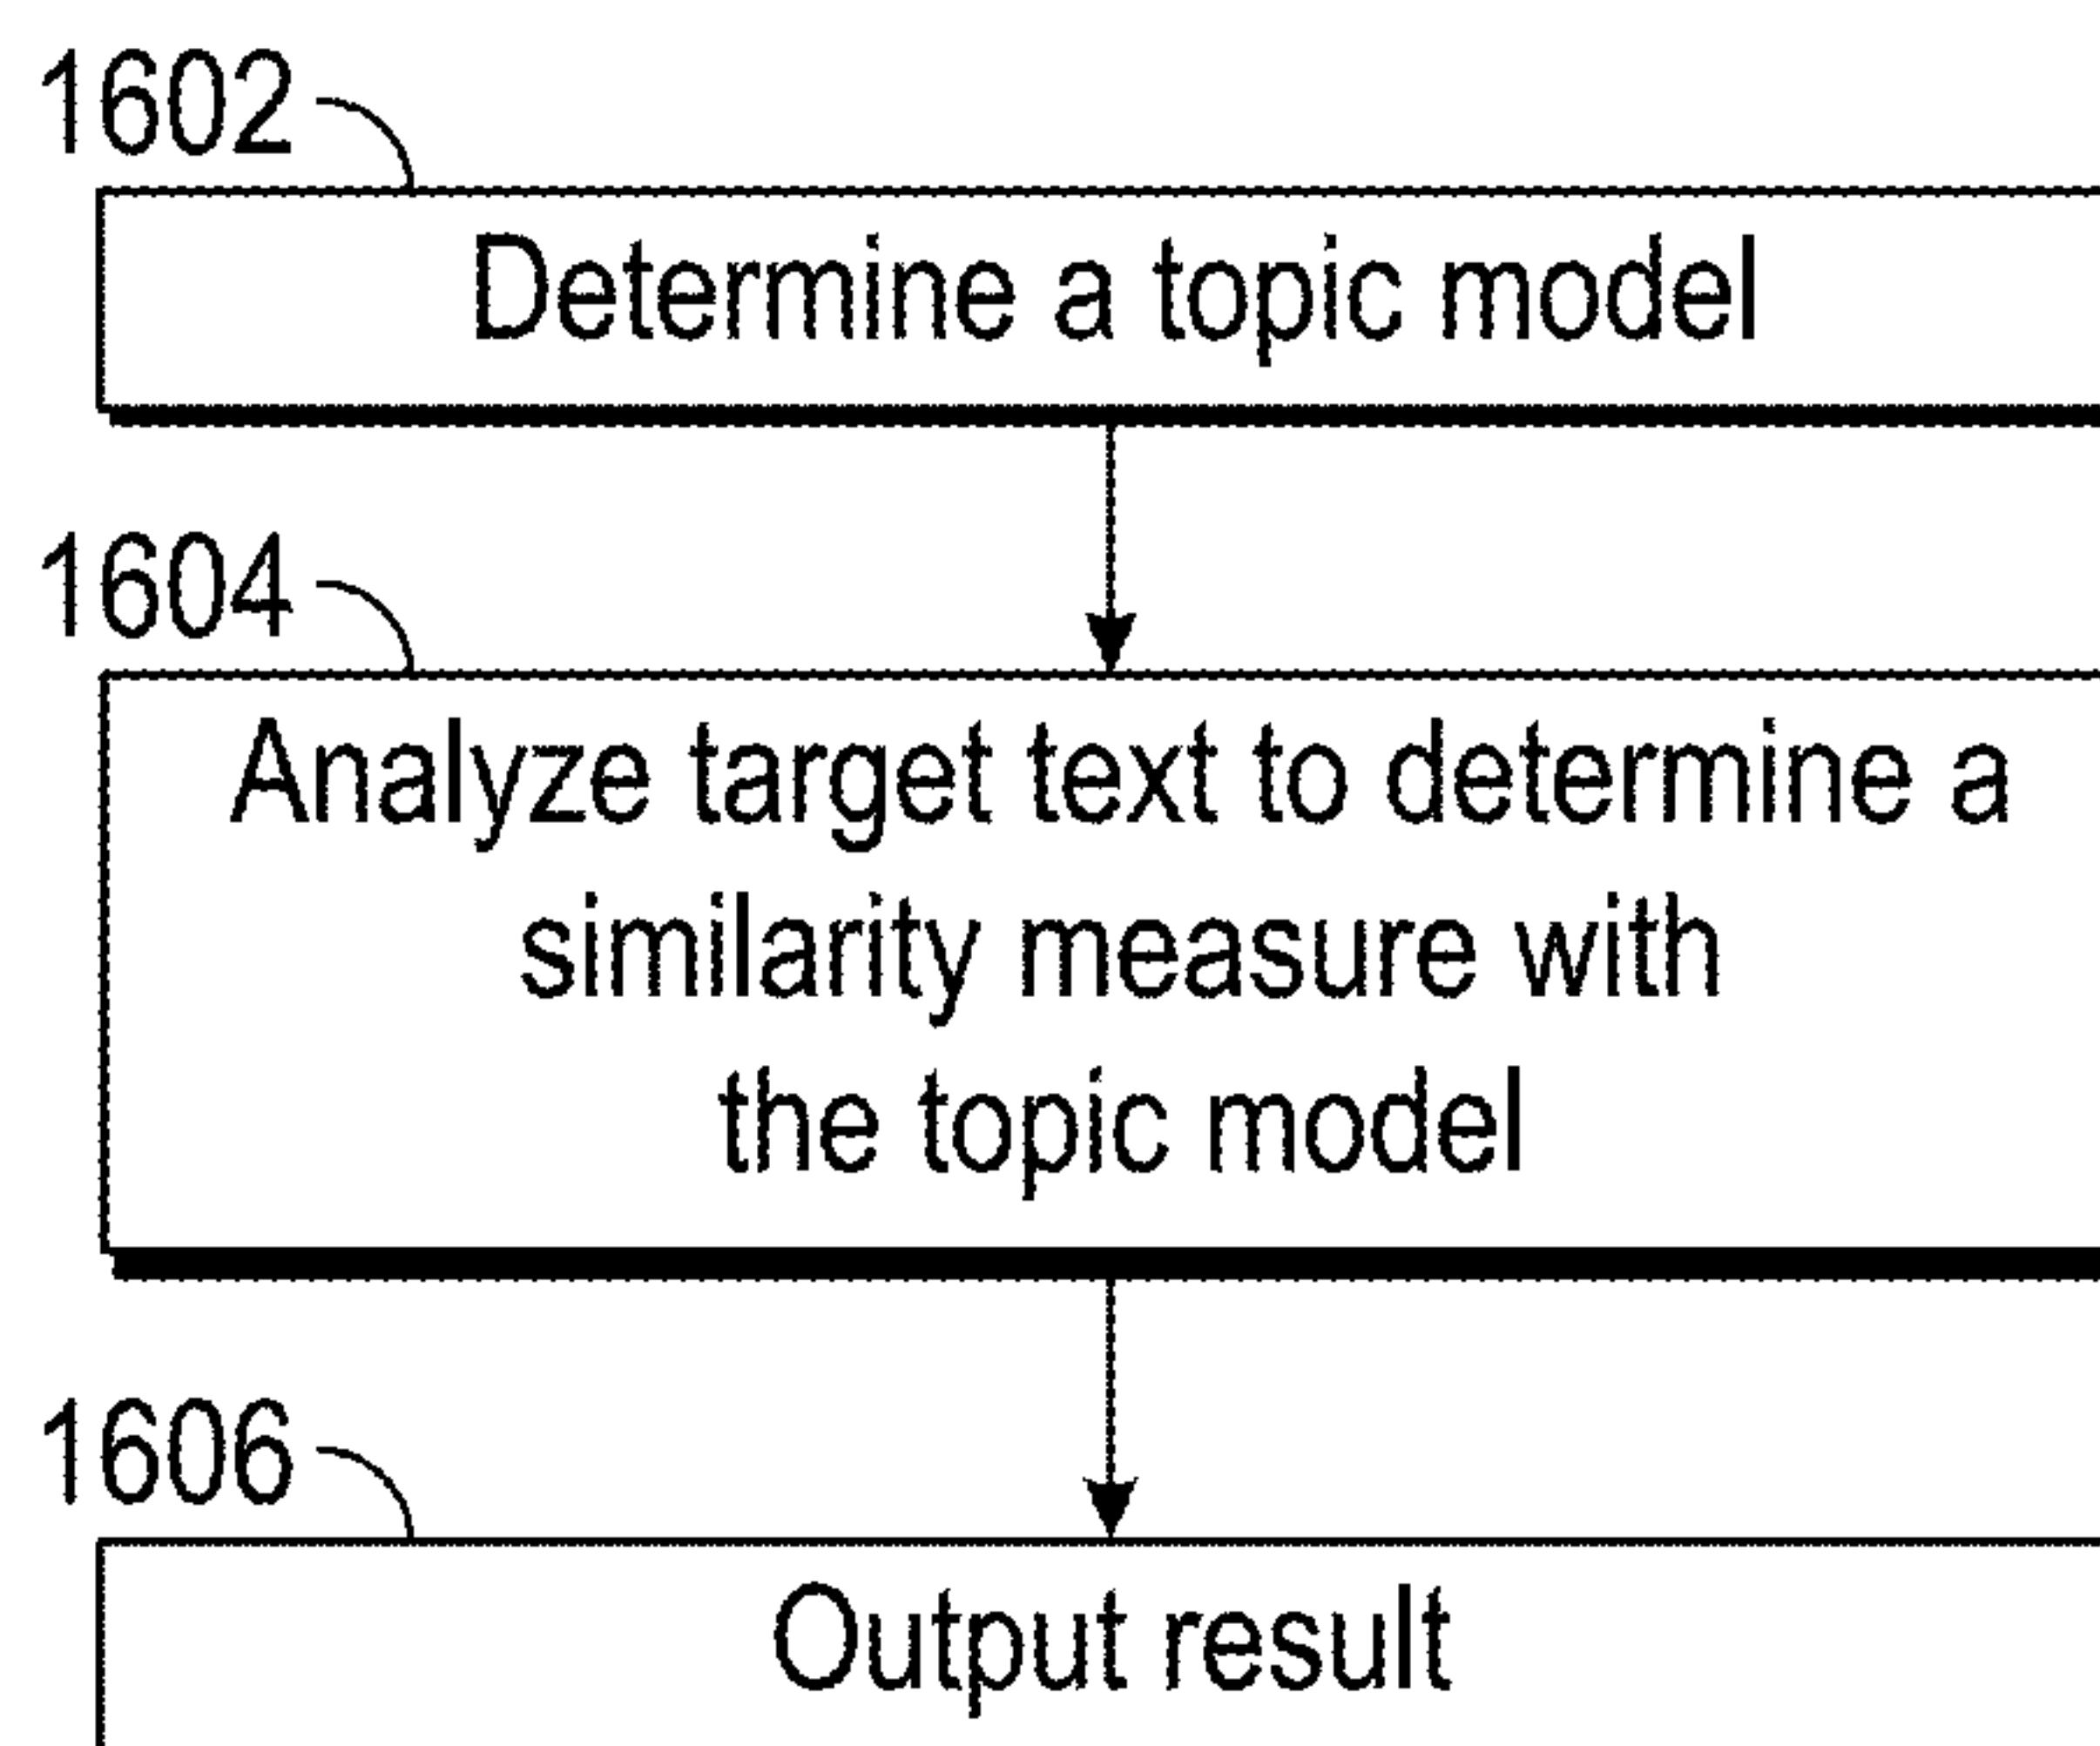 1602
Determine a topic model
1604
Analyze target text to determine a
similarity measure with
the topic model
1606
Output result